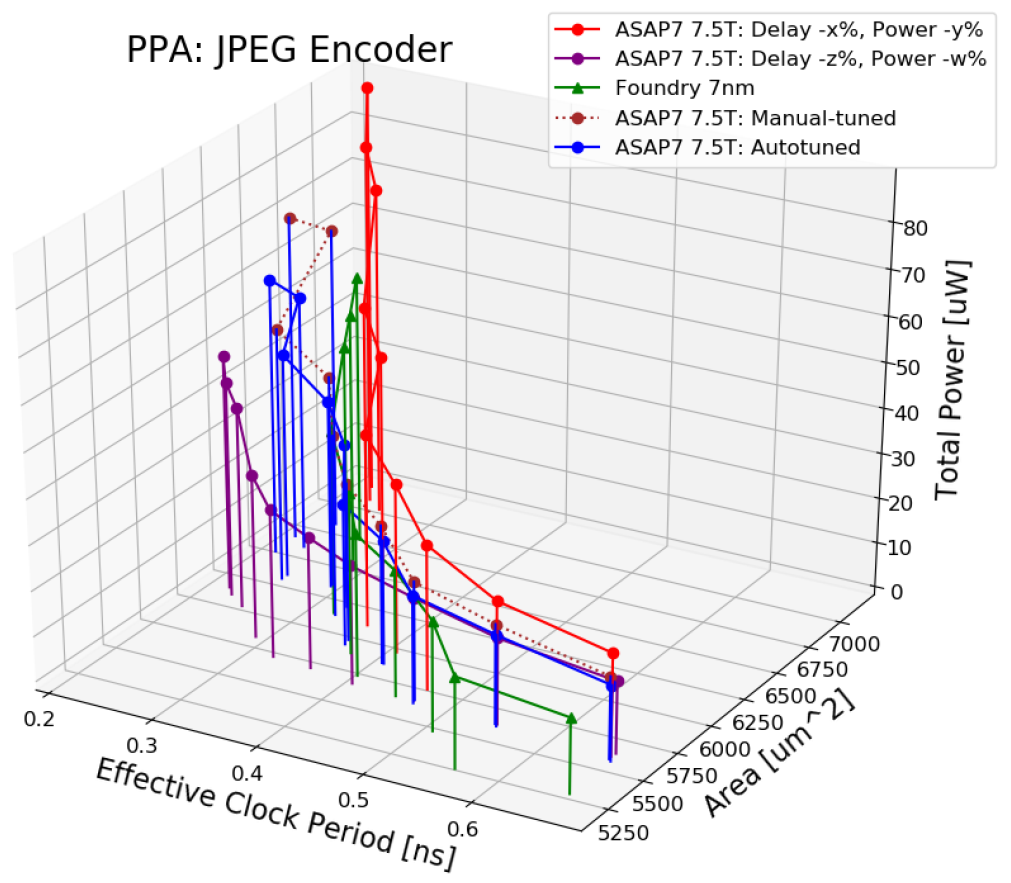 PPA: JPEG Encoder
ASAP7 7.5T: Delay -x%, Power -y%
ASAP7 7.5T: Delay -z%, Power -w%
Foundry 7nm
ASAP7 7.5T: Manual-tuned
ASAP7 7.5T: Autotuned
80
70
60
50
40
30
20
10
0
Total Power [uW]
7000
6750
6500
6250
6000
5750
5500
5250
Area [um^2]
0.2
0.3
0.4
0.5
0.6
Effective Clock Period [ns]